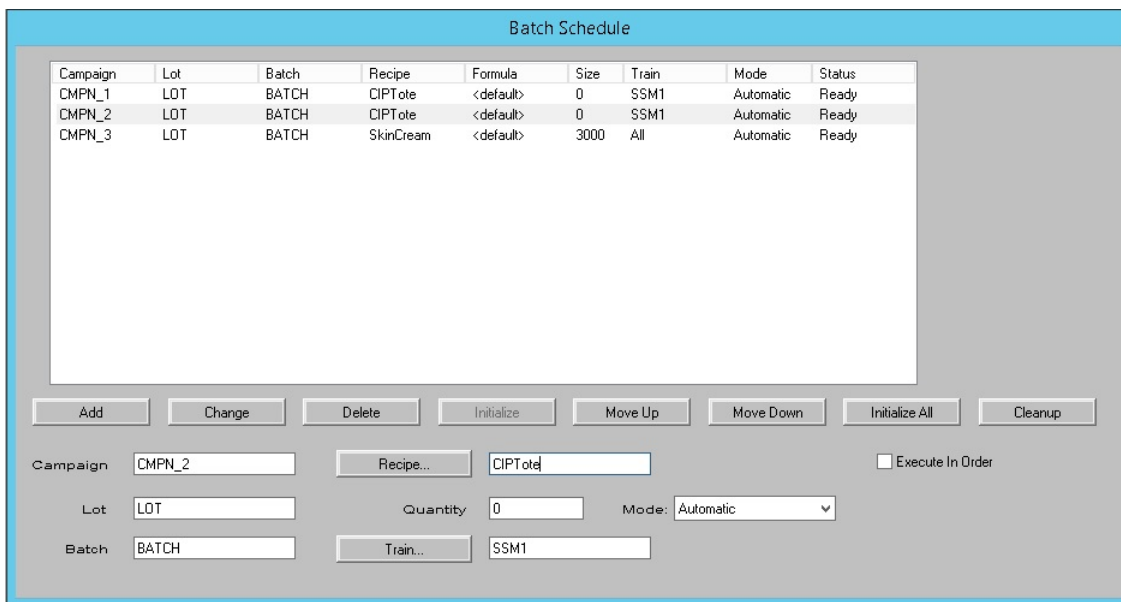 Batch Schedule
Campaign Lot Batch Recipe Formula Size Train Mode Status
CMPN_1 LOT BATCH CIPTote <default> 0 SSM1 Automatic Ready
CMPN_2 LOT BATCH CIPTote <default> 0 SSM1 Automatic Ready
CMPN_3 LOT BATCH SkinCream <default> 3000 All Automatic Ready
Add Change Delete Initialize Move Up Move Down Initialize All Cleanup
Campaign CMPN_2 Recipe... CIPTote Execute In Order
Lot LOT Quantity 0 Mode: Automatic
Batch BATCH Train... SSM1